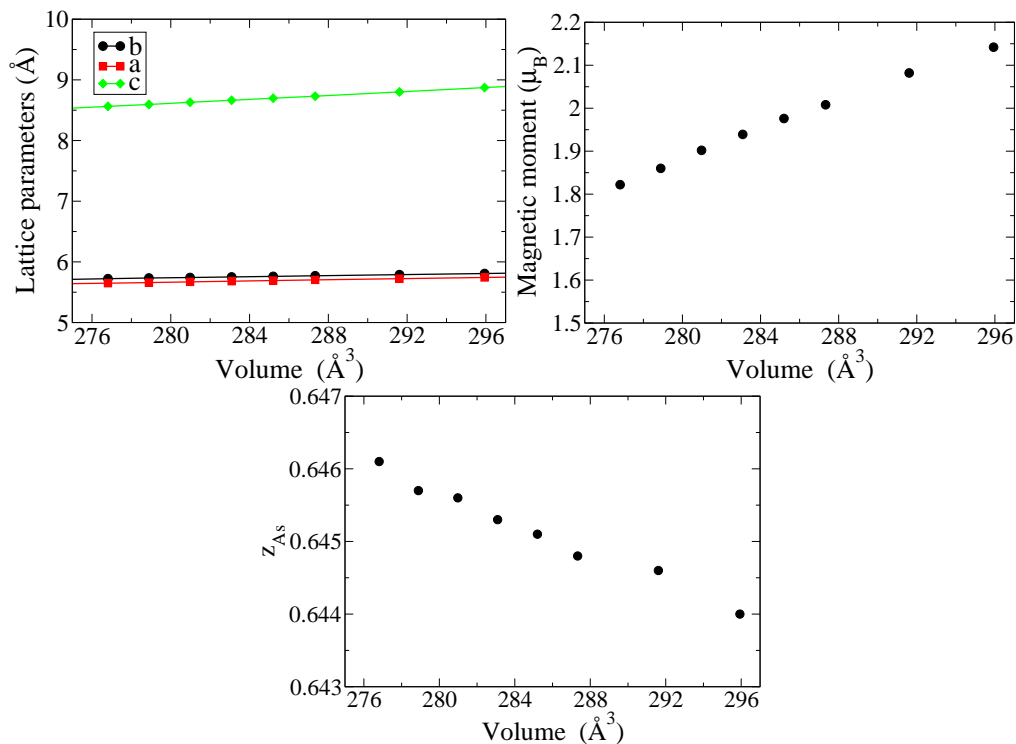 10
9
8
7
6
5
Lattice parameters (Å)
b
a
c
276 280 284 288 292 296
Volume (Å³)
2.2
2.1
2
1.9
1.8
1.7
1.6
1.5
Magnetic moment (μ_B)
276 280 284 288 292 296
Volume (Å³)
0.647
0.646
0.645
0.644
0.643
z_As
276 280 284 288 292 296
Volume (Å³)